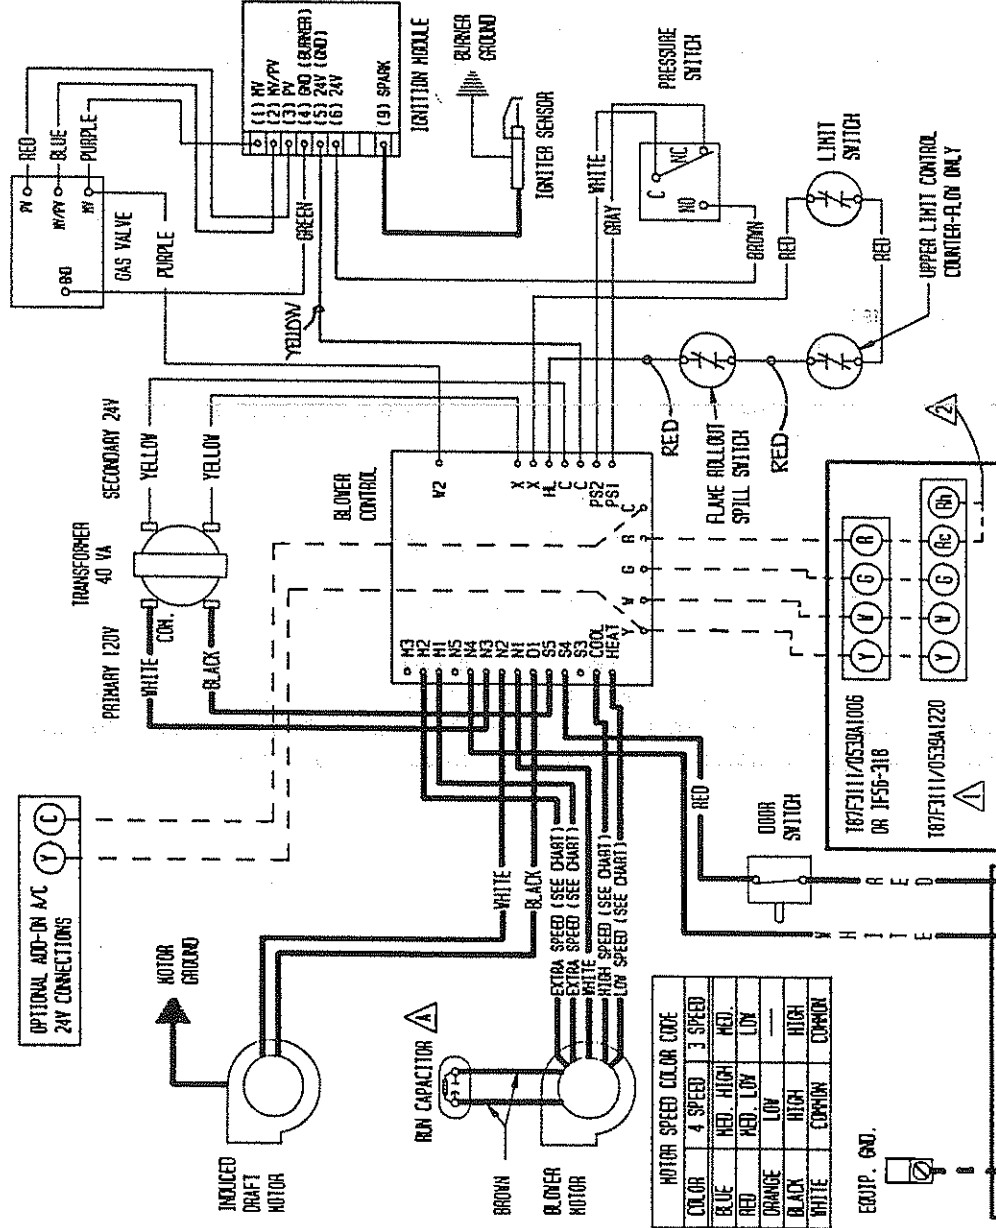 OPTIONAL ADD-ON A/C
24V CONNECTIONS
Y C
PRIMARY 120V
TRANSFORMER
40 VA
SECONDARY 24V
WHITE
COM.
BLACK
YELLOW
YELLOW
GAS VALVE
PV
MV/PV
MV
GND
RED
BLUE
PURPLE
PURPLE
GREEN
YELLOW
(1) MV
(2) MV/PV
(3) PV
(4) GND (BURNER)
(5) 24V (GND)
(6) 24V
(9) SPARK
IGNITION MODULE
BURNER
GROUND
IGNITER SENSOR
MOTOR
GROUND
INDUCED
DRAFT
MOTOR
WHITE
BLACK
BLOWER
CONTROL
M3
M2
M1
N5
N4
N3
N2
N1
D1
S5
S4
S3
COOL
HEAT
W2
X
X
HL
C
C
PS2
PS1
Y W G R C
WHITE
GRAY
PRESSURE
SWITCH
C
NC
NO
BROWN
RED
LIMIT
SWITCH
RED
UPPER LIMIT CONTROL
COUNTER-FLOW ONLY
RED
FLAME ROLLOUT
SPILL SWITCH
RED
RUN CAPACITOR
A
BROWN
BLOWER
MOTOR
EXTRA SPEED (SEE CHART)
EXTRA SPEED (SEE CHART)
WHITE
HIGH SPEED (SEE CHART)
LOW SPEED (SEE CHART)
RED
DOOR
SWITCH
RED
WHITE
T87F3111/Q539A1006
OR 1F56-318
Y W G R
T87F3111/Q539A1220
Y W G Rc Rh
1
2
MOTOR SPEED COLOR CODE
COLOR 4 SPEED 3 SPEED
BLUE MED. HIGH MED.
RED MED. LOW LOW
ORANGE LOW ——
BLACK HIGH HIGH
WHITE COMMON COMMON
EQUIP. GND.